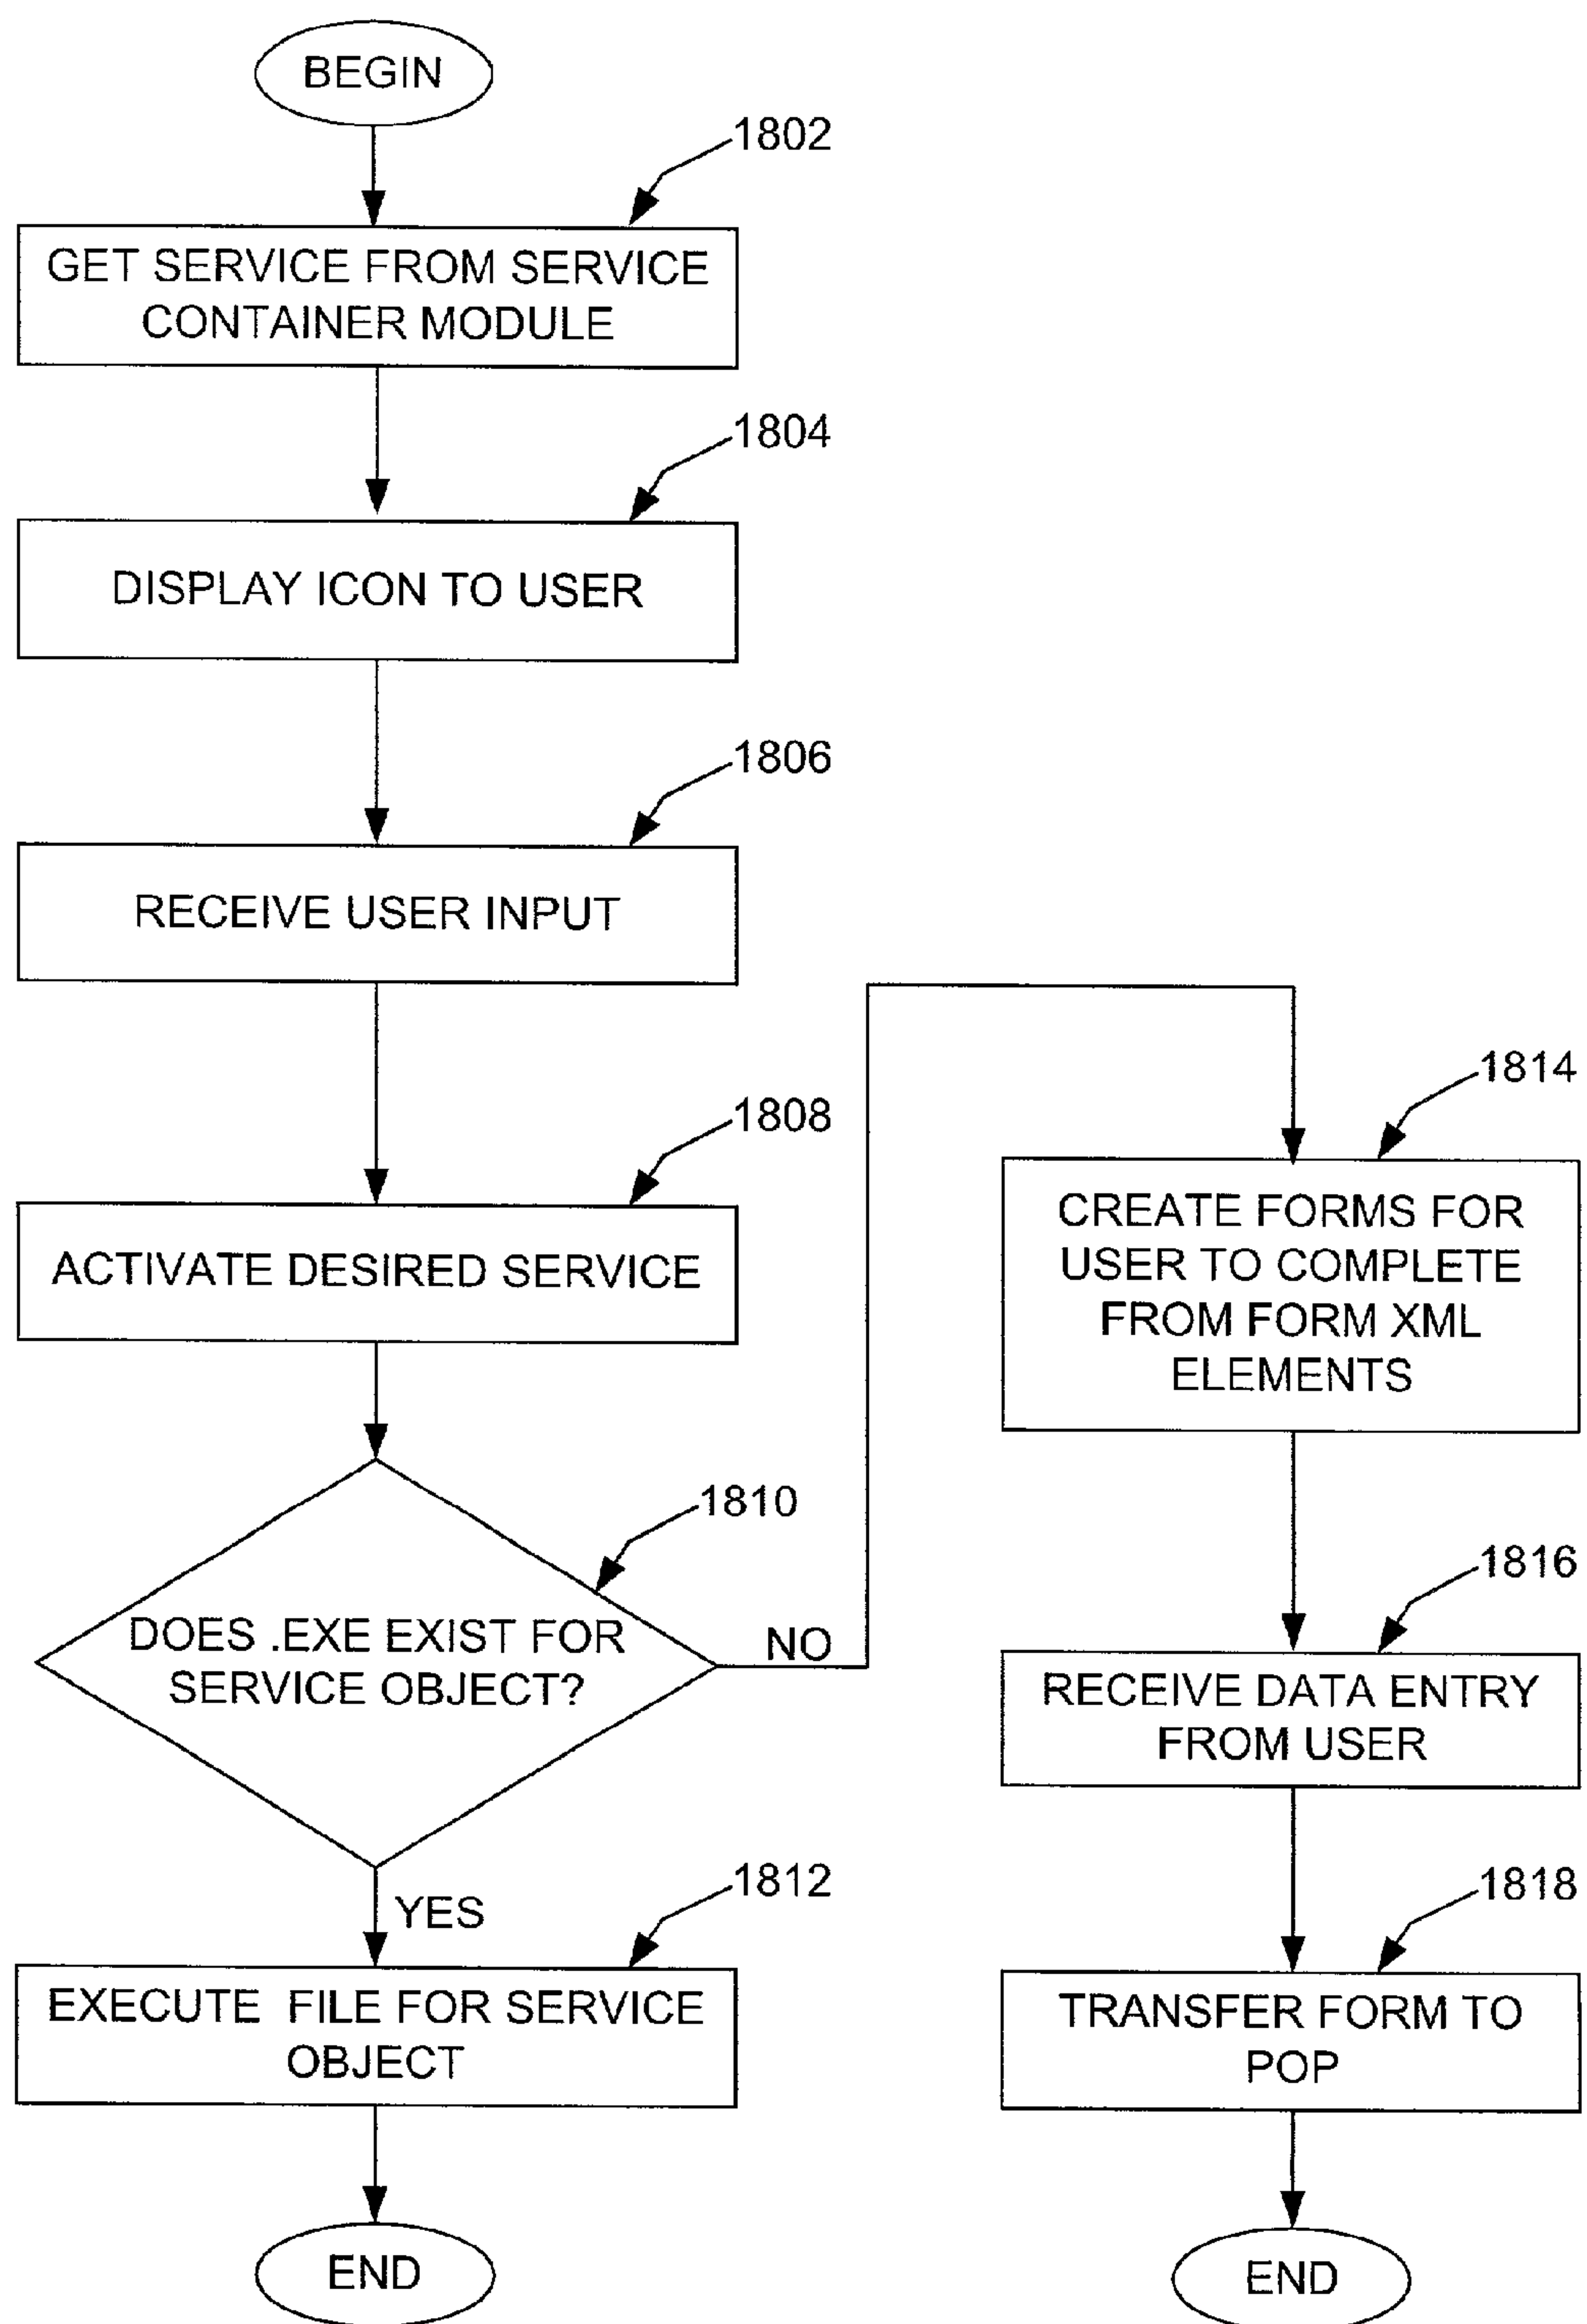 BEGIN
1802
GET SERVICE FROM SERVICE
CONTAINER MODULE
1804
DISPLAY ICON TO USER
1806
RECEIVE USER INPUT
1808
ACTIVATE DESIRED SERVICE
1810
DOES .EXE EXIST FOR
SERVICE OBJECT?
NO
YES
1812
EXECUTE FILE FOR SERVICE
OBJECT
END
1814
CREATE FORMS FOR
USER TO COMPLETE
FROM FORM XML
ELEMENTS
1816
RECEIVE DATA ENTRY
FROM USER
1818
TRANSFER FORM TO
POP
END